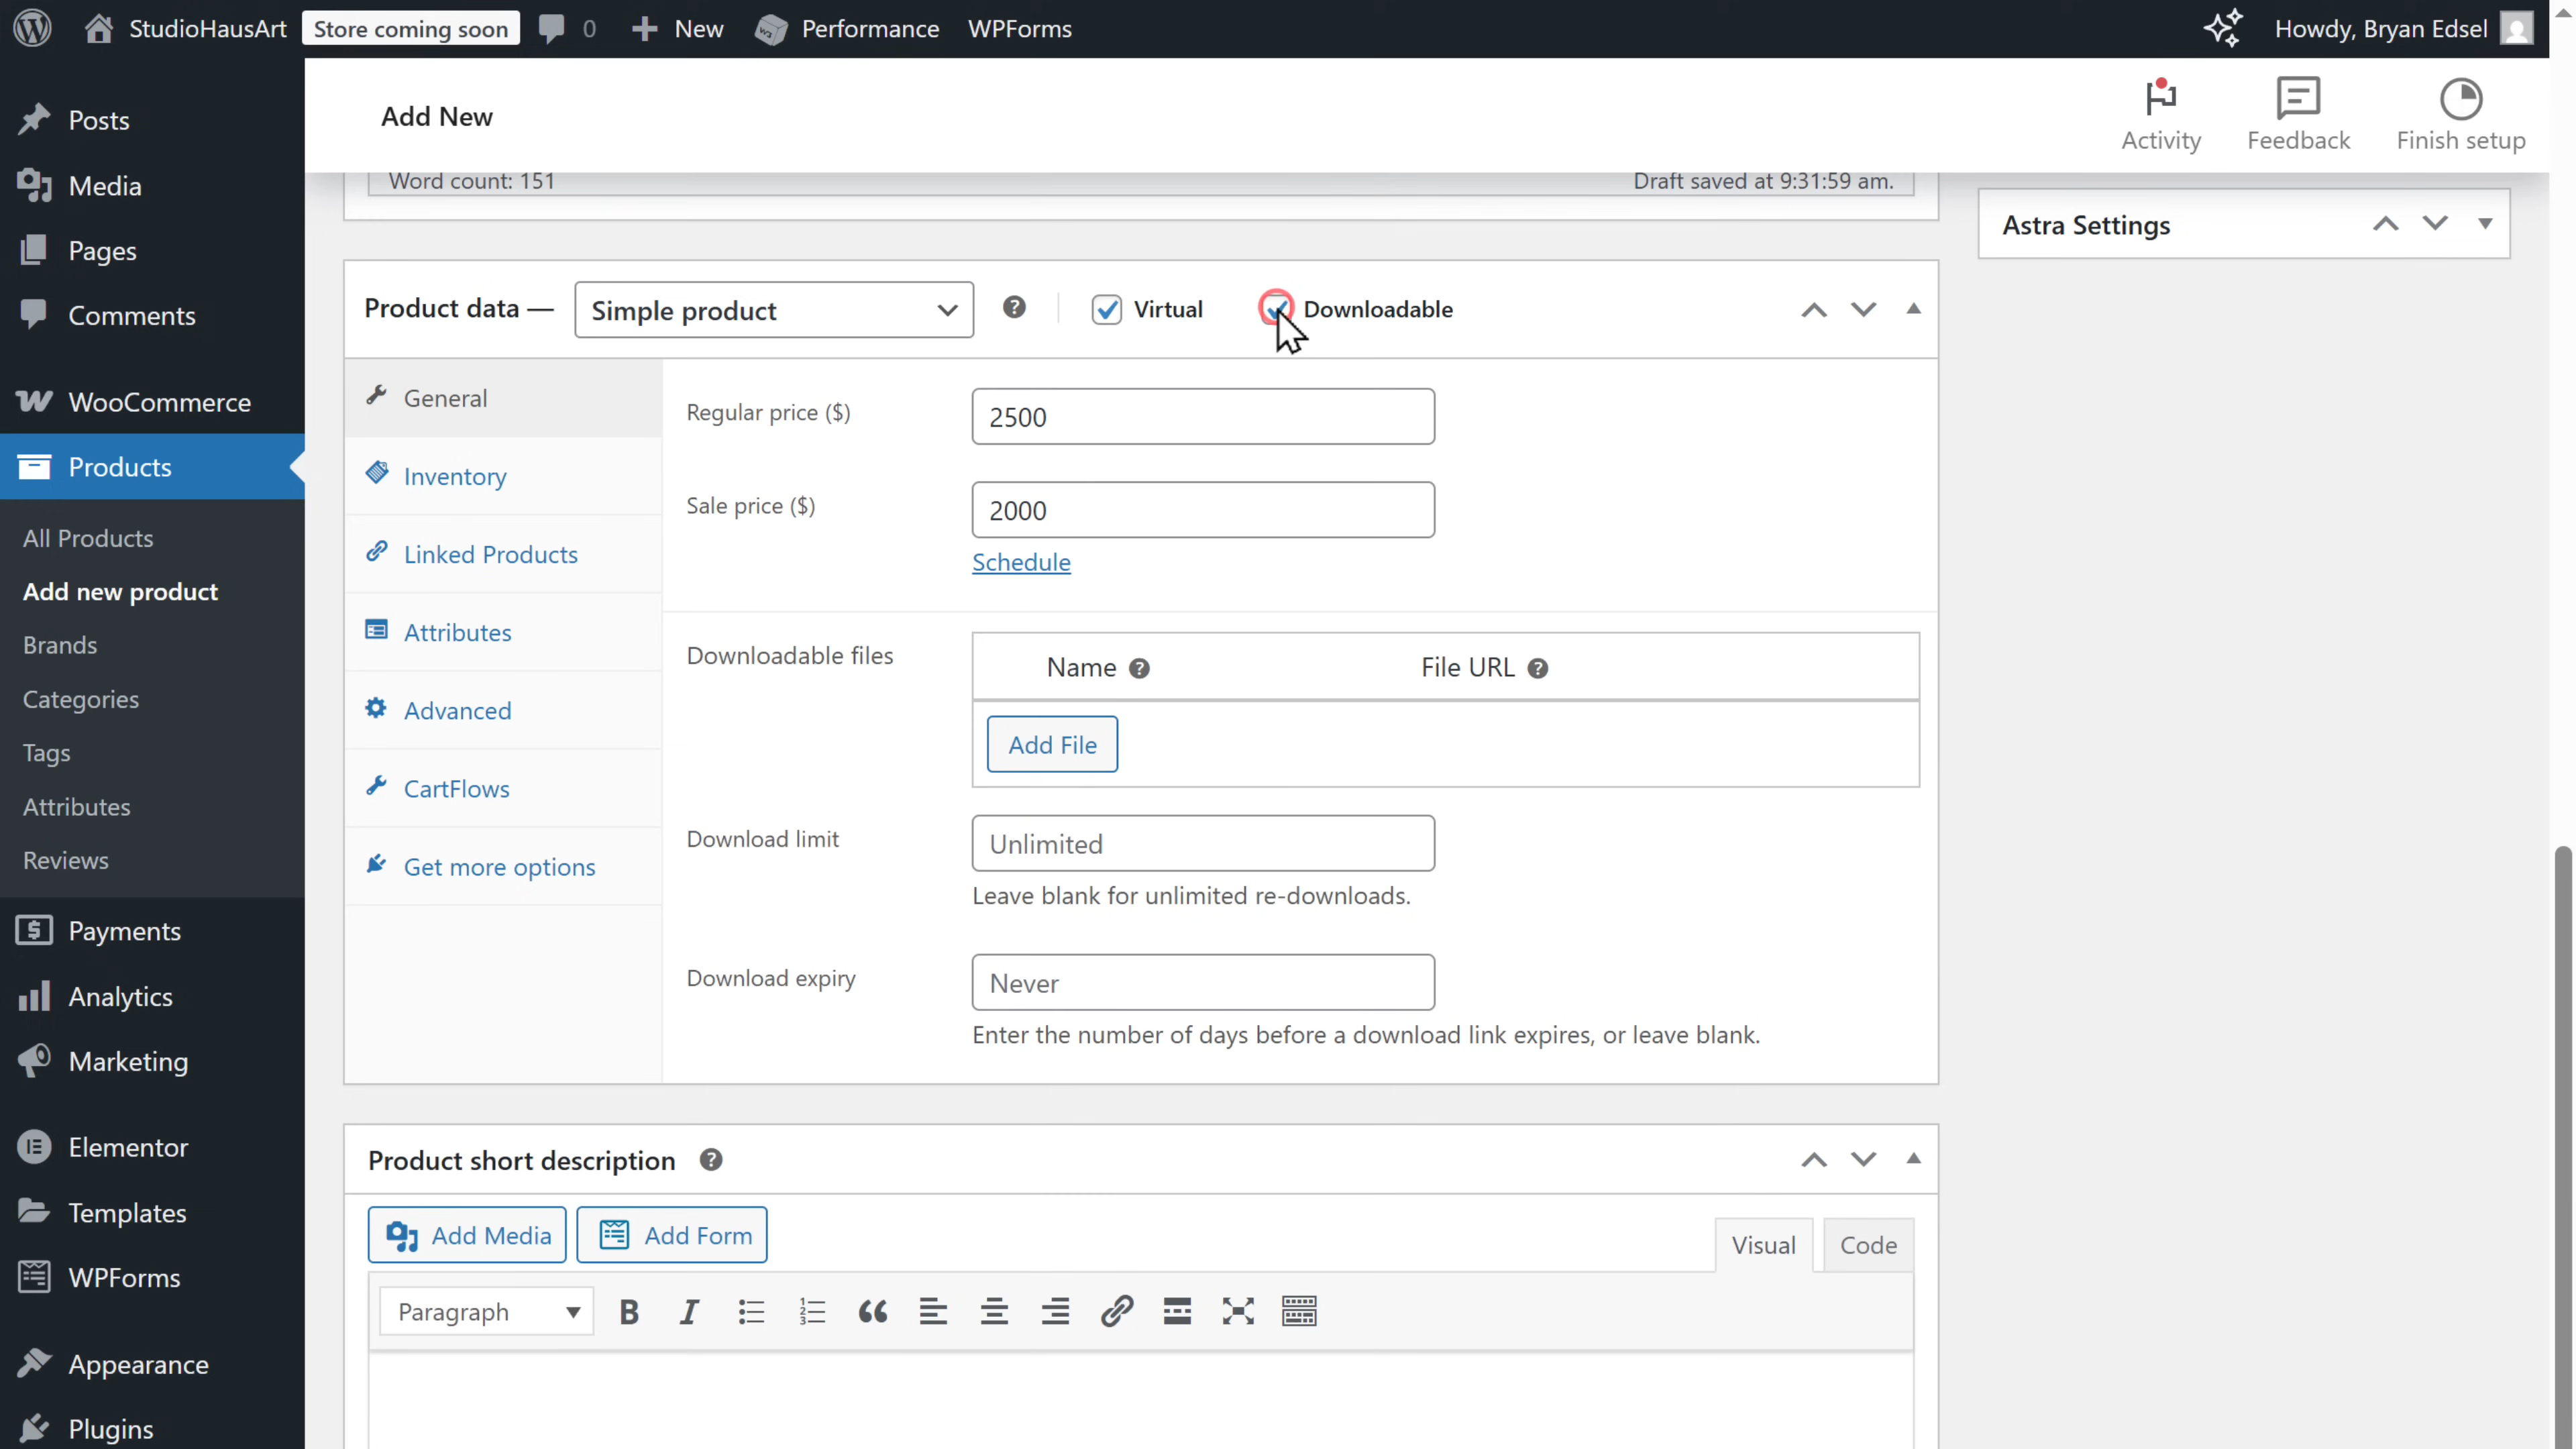 StudioHausArt Store coming soon 0 New Performance WPForms Howdy, Bryan Edsel
Posts
Media
Pages
Comments
WooCommerce
Products
All Products
Add new product
Brands
Categories
Tags
Attributes
Reviews
Payments
Analytics
Marketing
Elementor
Templates
WPForms
Appearance
Plugins
Add New
Activity
Feedback
Finish setup
Word count: 151 Draft saved at 9:31:59 am.
Astra Settings
Product data — Simple product Virtual Downloadable
General
Inventory
Linked Products
Attributes
Advanced
CartFlows
Get more options
Regular price ($) 2500
Sale price ($) 2000
Schedule
Downloadable files Name File URL
Add File
Download limit Unlimited
Leave blank for unlimited re-downloads.
Download expiry Never
Enter the number of days before a download link expires, or leave blank.
Product short description
Add Media Add Form Visual Code
Paragraph